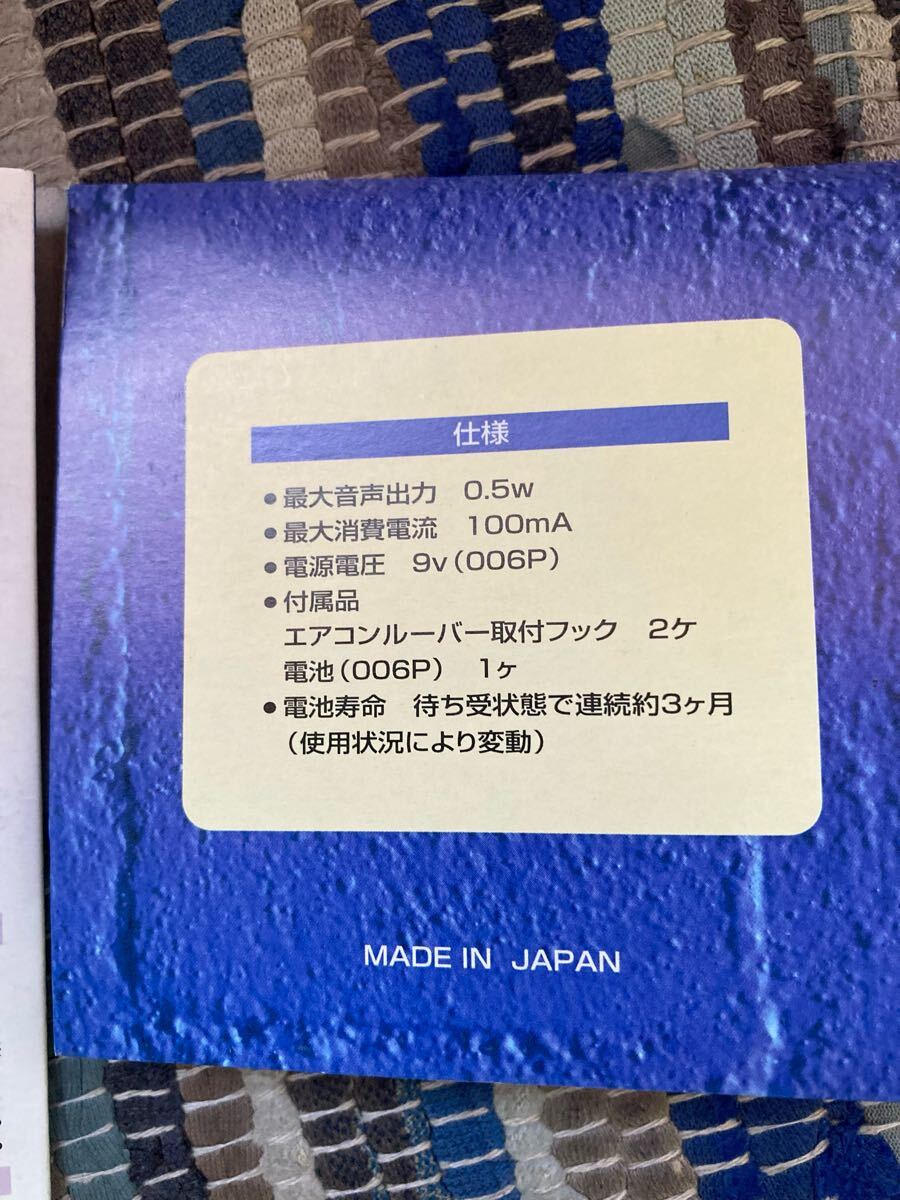 仕様
●最大音声出力 0.5w
●最大消費電流 100mA
●電源電圧 9v(006P)
●付属品
エアコンルーバー取付フック 2ケ
電池(006P) 1ヶ
●電池寿命 待ち受状態で連続約3ヶ月
(使用状況により変動)
MADE IN JAPAN